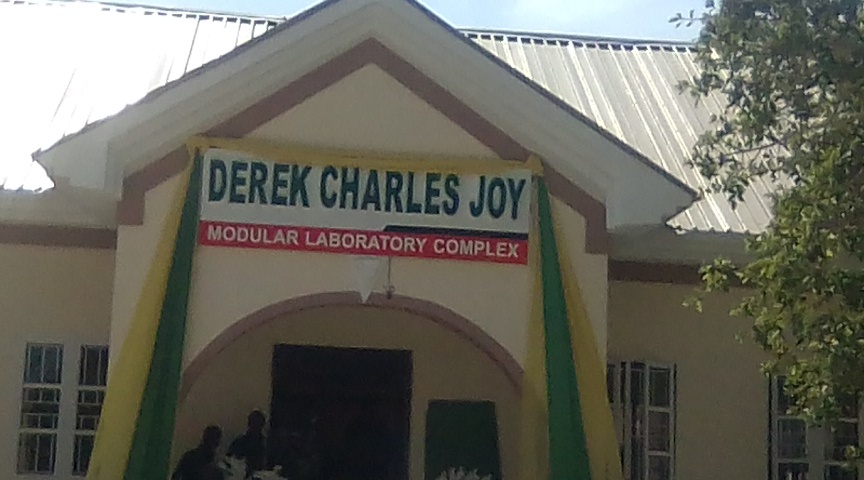 DEREK CHARLES JOY
MODULAR LABORATORY COMPLEX